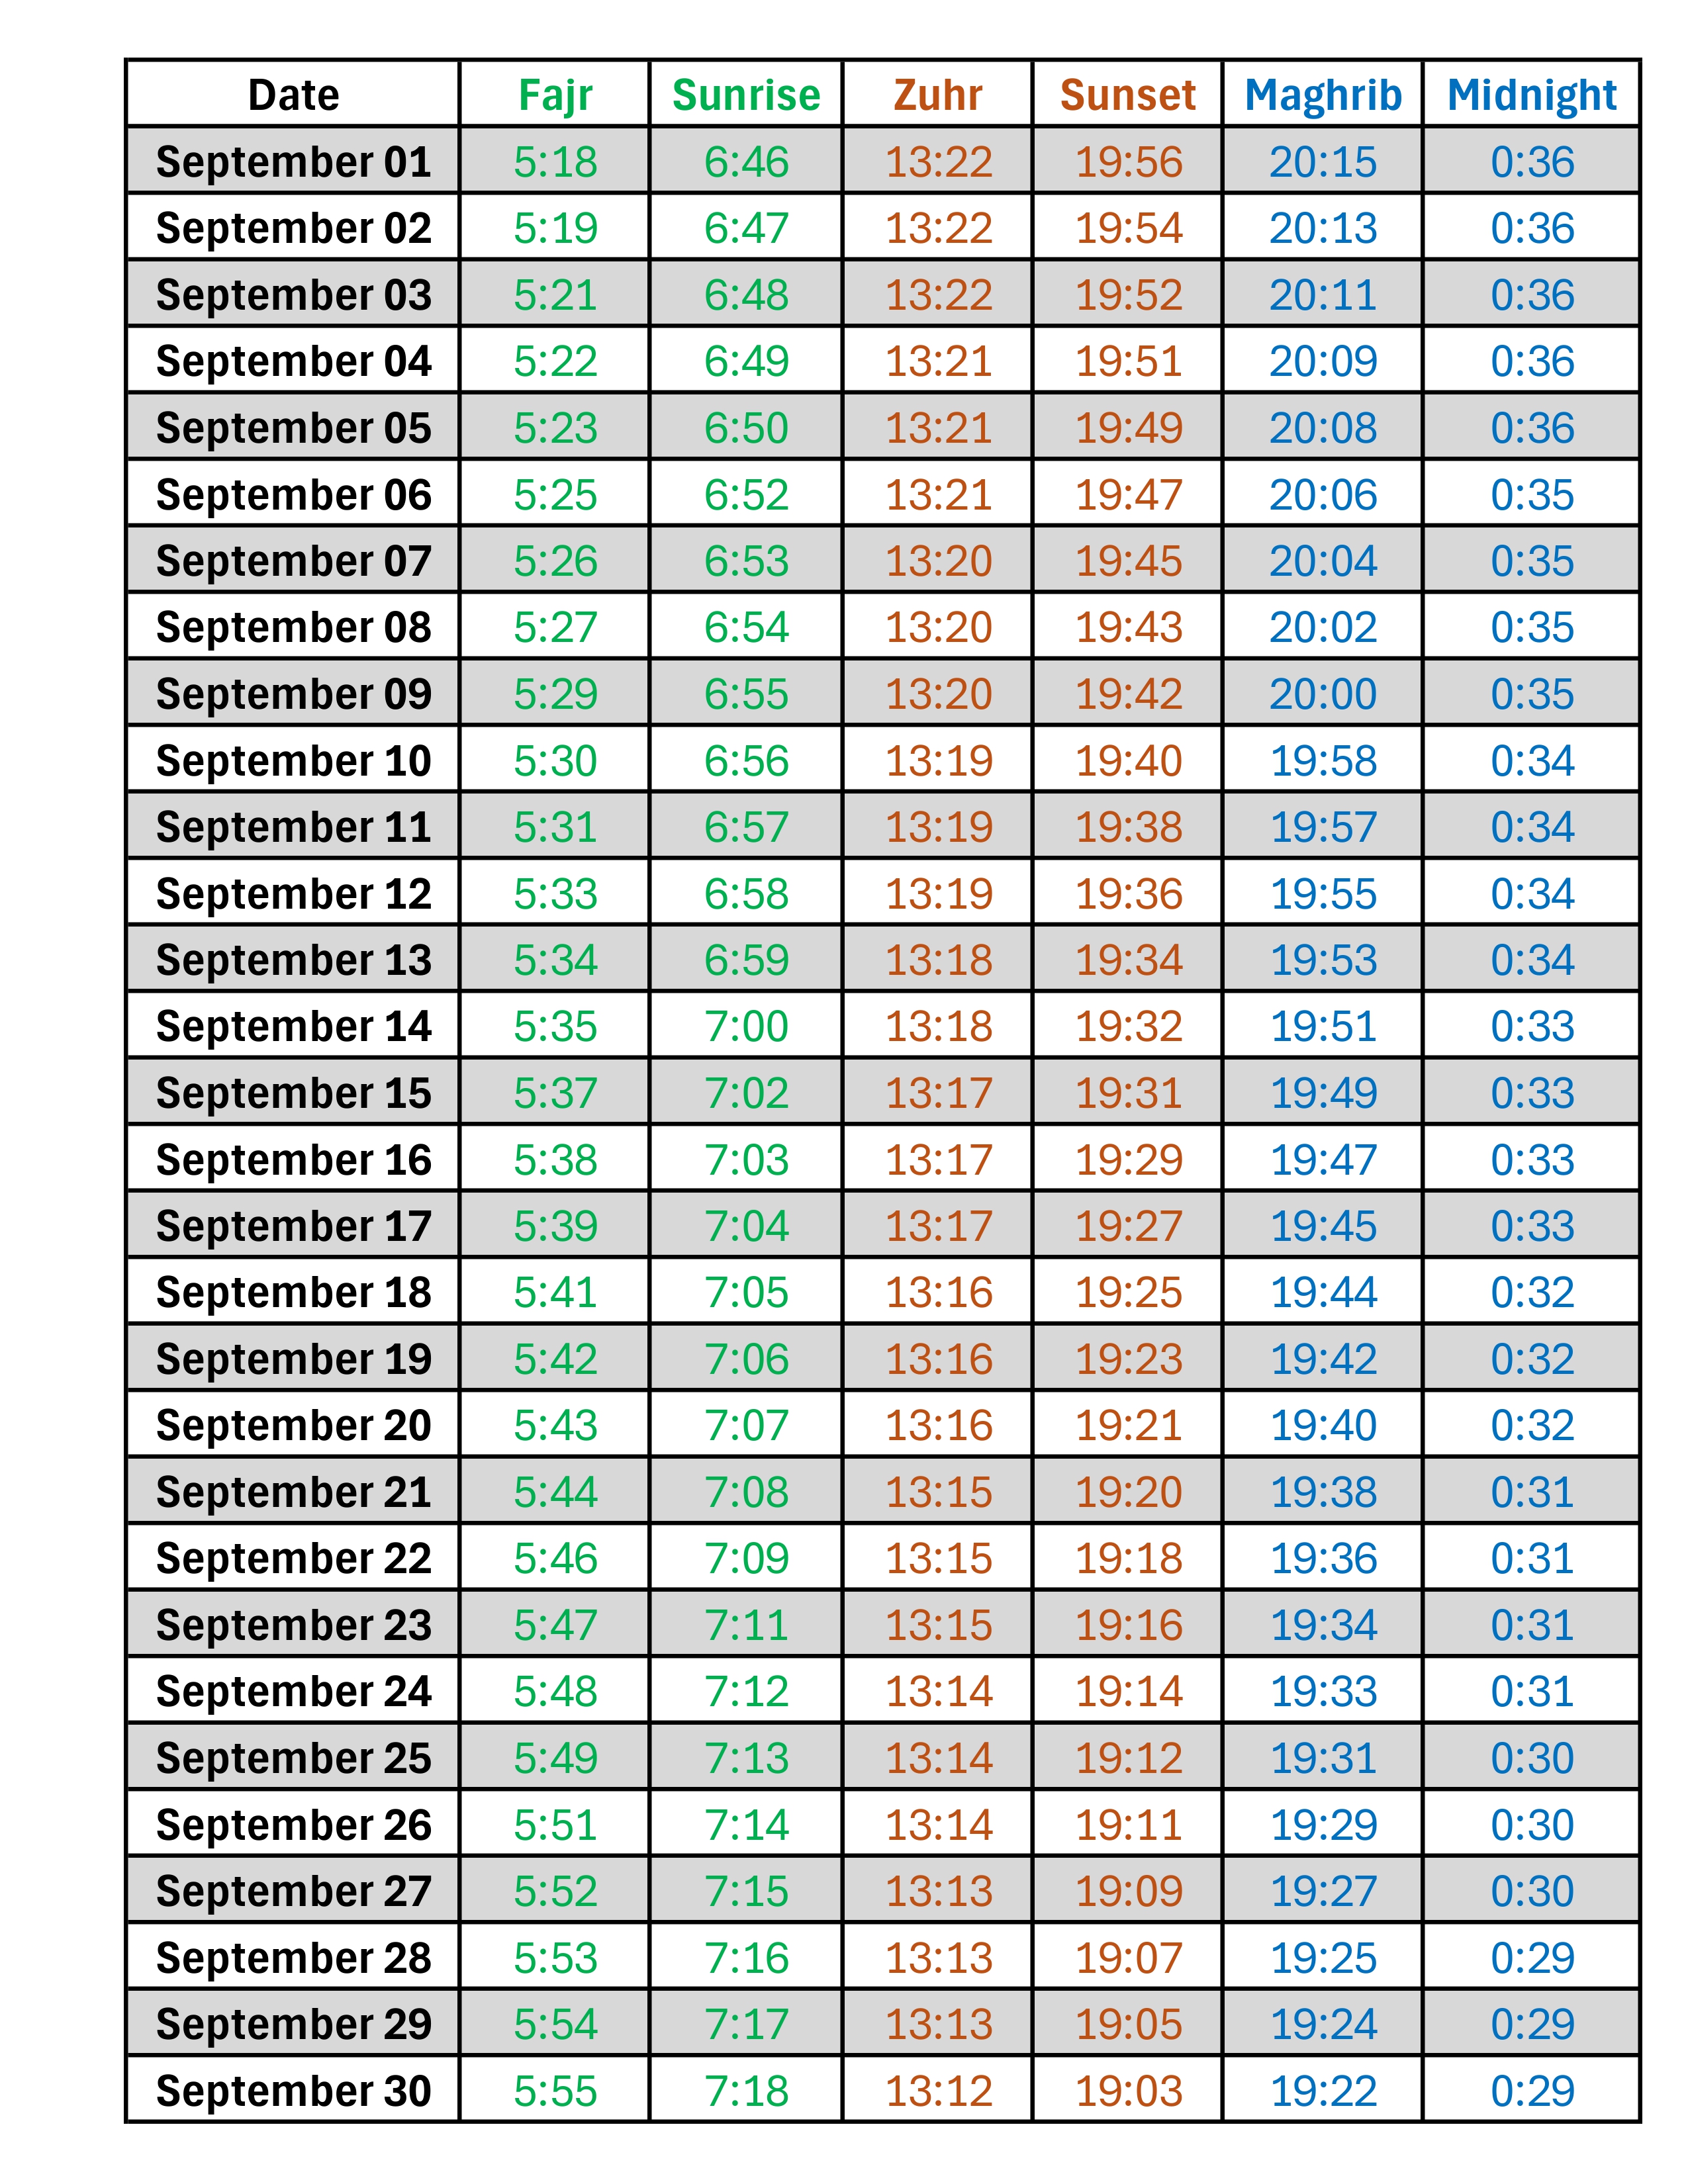 Date Fajr Sunrise Zuhr Sunset Maghrib Midnight
September 01 5:18 6:46 13:22 19:56 20:15 0:36
September 02 5:19 6:47 13:22 19:54 20:13 0:36
September 03 5:21 6:48 13:22 19:52 20:11 0:36
September 04 5:22 6:49 13:21 19:51 20:09 0:36
September 05 5:23 6:50 13:21 19:49 20:08 0:36
September 06 5:25 6:52 13:21 19:47 20:06 0:35
September 07 5:26 6:53 13:20 19:45 20:04 0:35
September 08 5:27 6:54 13:20 19:43 20:02 0:35
September 09 5:29 6:55 13:20 19:42 20:00 0:35
September 10 5:30 6:56 13:19 19:40 19:58 0:34
September 11 5:31 6:57 13:19 19:38 19:57 0:34
September 12 5:33 6:58 13:19 19:36 19:55 0:34
September 13 5:34 6:59 13:18 19:34 19:53 0:34
September 14 5:35 7:00 13:18 19:32 19:51 0:33
September 15 5:37 7:02 13:17 19:31 19:49 0:33
September 16 5:38 7:03 13:17 19:29 19:47 0:33
September 17 5:39 7:04 13:17 19:27 19:45 0:33
September 18 5:41 7:05 13:16 19:25 19:44 0:32
September 19 5:42 7:06 13:16 19:23 19:42 0:32
September 20 5:43 7:07 13:16 19:21 19:40 0:32
September 21 5:44 7:08 13:15 19:20 19:38 0:31
September 22 5:46 7:09 13:15 19:18 19:36 0:31
September 23 5:47 7:11 13:15 19:16 19:34 0:31
September 24 5:48 7:12 13:14 19:14 19:33 0:31
September 25 5:49 7:13 13:14 19:12 19:31 0:30
September 26 5:51 7:14 13:14 19:11 19:29 0:30
September 27 5:52 7:15 13:13 19:09 19:27 0:30
September 28 5:53 7:16 13:13 19:07 19:25 0:29
September 29 5:54 7:17 13:13 19:05 19:24 0:29
September 30 5:55 7:18 13:12 19:03 19:22 0:29